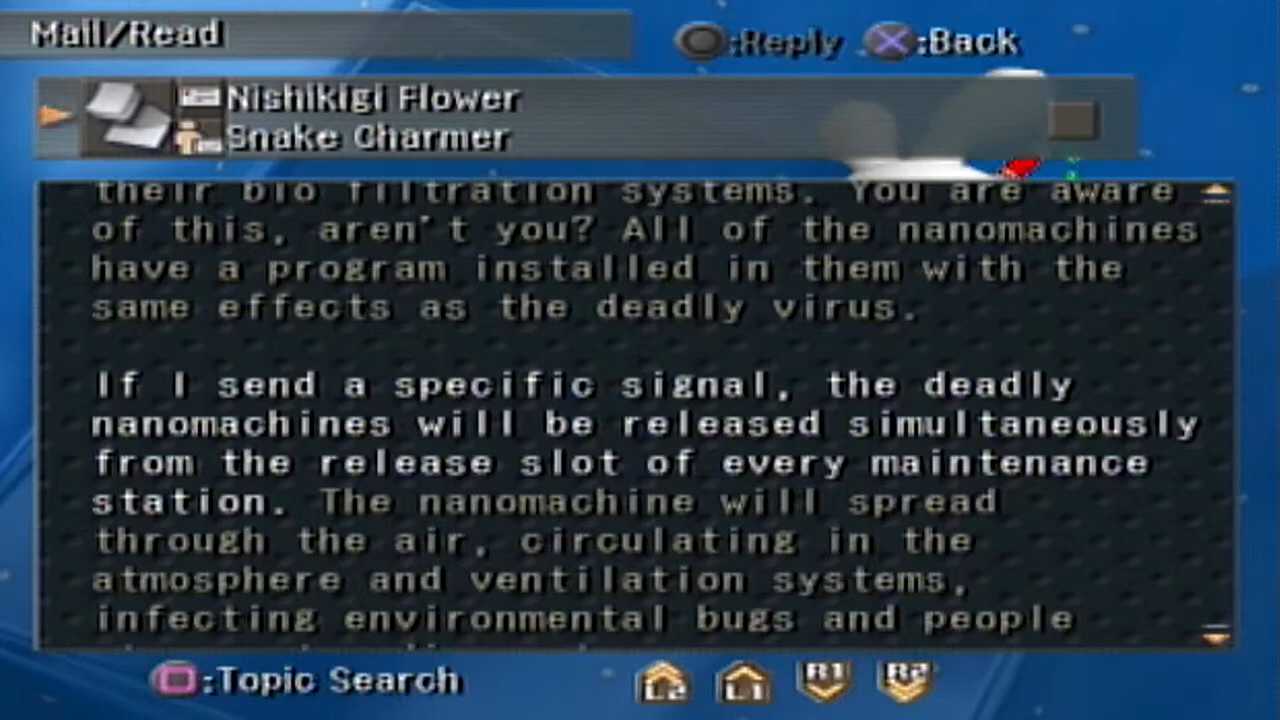 Mail/Read
:Reply :Back
Nishikigi Flower
Snake Charmer
their bio filtration systems. You are aware
of this, aren't you? All of the nanomachines
have a program installed in them with the
same effects as the deadly virus.
If I send a specific signal, the deadly
nanomachines will be released simultaneously
from the release slot of every maintenance
station. The nanomachine will spread
through the air, circulating in the
atmosphere and ventilation systems,
infecting environmental bugs and people
:Topic Search L2 L1 R1 R2